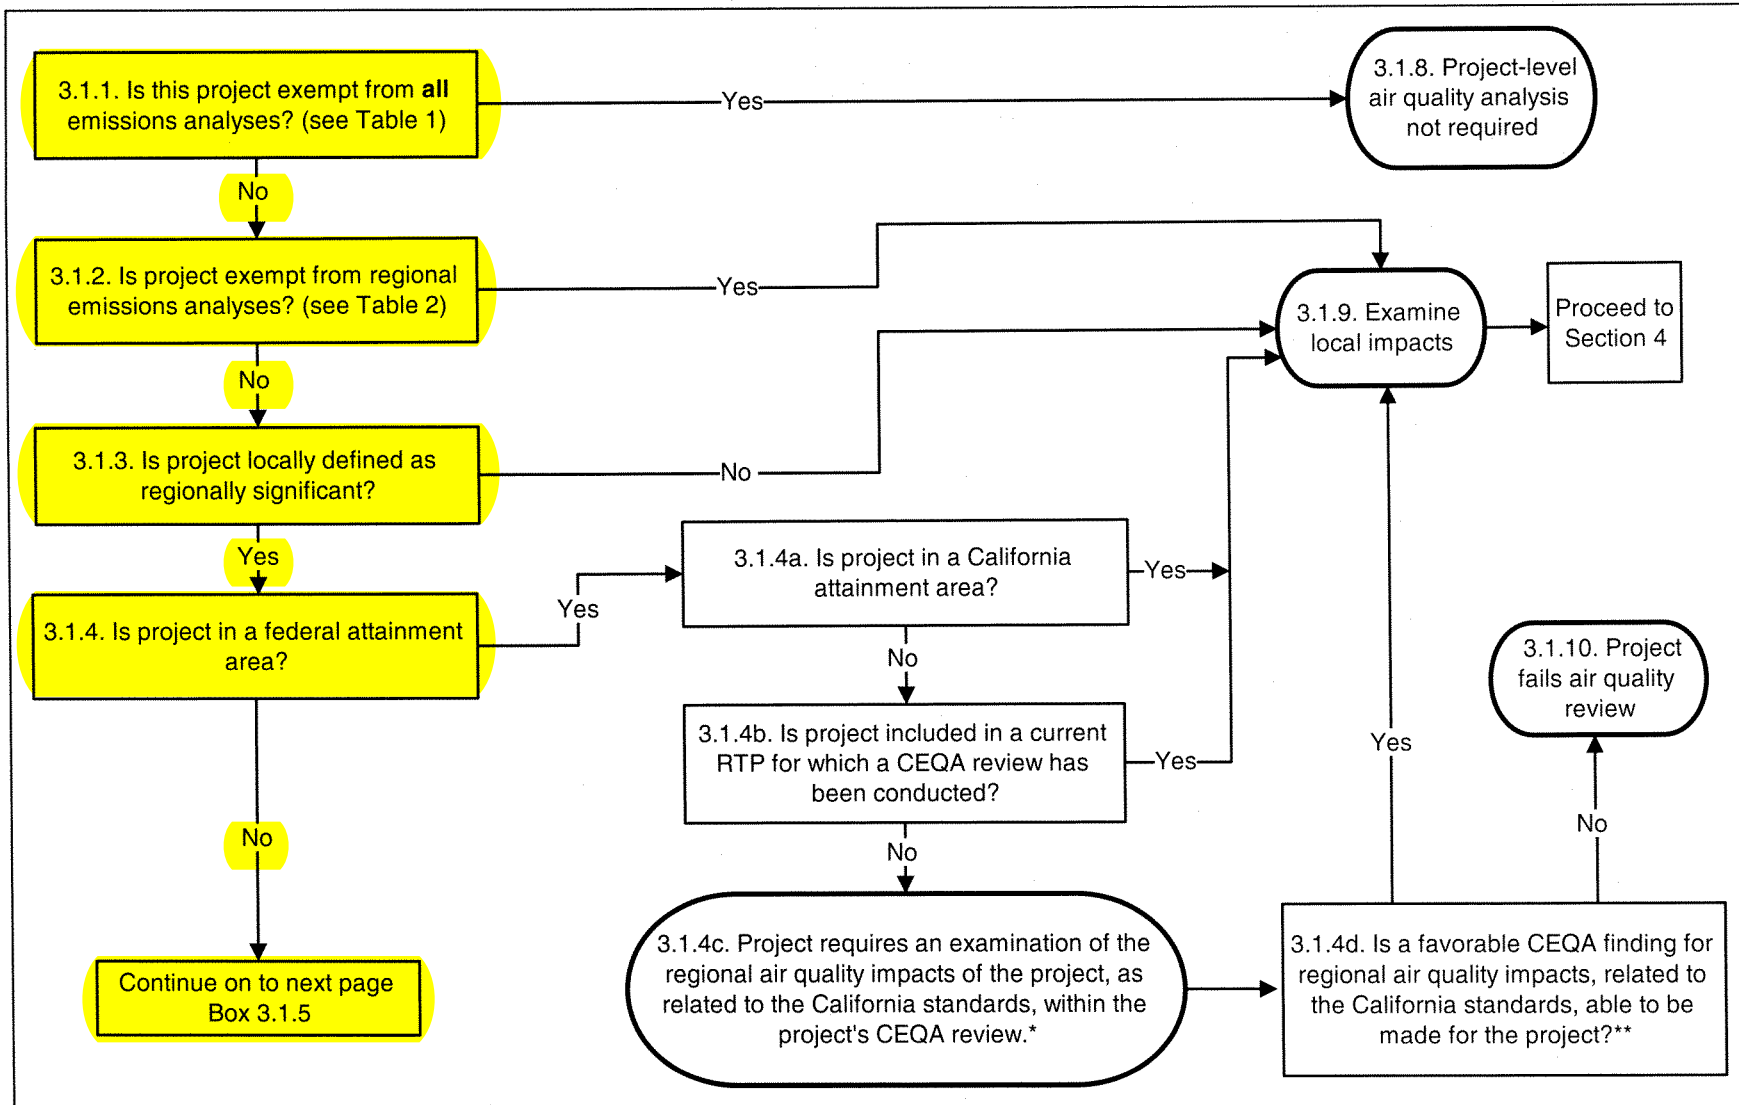 3.1.1. Is this project exempt from all
emissions analyses? (see Table 1)
Yes
3.1.8. Project-level
air quality analysis
not required
No
3.1.2. Is project exempt from regional
emissions analyses? (see Table 2)
Yes
3.1.9. Examine
local impacts
Proceed to
Section 4
No
3.1.3. Is project locally defined as
regionally significant?
No
Yes
3.1.4. Is project in a federal attainment
area?
Yes
3.1.4a. Is project in a California
attainment area?
Yes
No
3.1.4b. Is project included in a current
RTP for which a CEQA review has
been conducted?
Yes
No
3.1.4c. Project requires an examination of the
regional air quality impacts of the project, as
related to the California standards, within the
project's CEQA review.*
3.1.4d. Is a favorable CEQA finding for
regional air quality impacts, related to
the California standards, able to be
made for the project?**
Yes
No
3.1.10. Project
fails air quality
review
No
Continue on to next page
Box 3.1.5